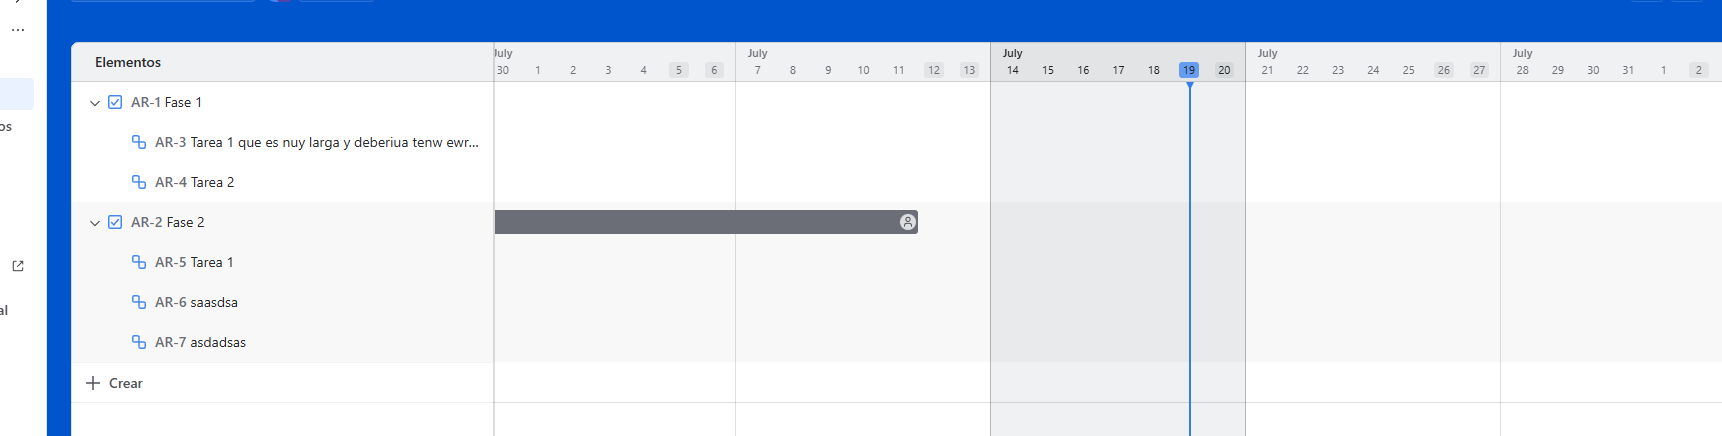 ...
Elementos
July July July July July
30 1 2 3 4 5 6 7 8 9 10 11 12 13 14 15 16 17 18 19 20 21 22 23 24 25 26 27 28 29 30 31 1 2
AR-1 Fase 1
os
AR-3 Tarea 1 que es nuy larga y deberiua tenw ewr...
AR-4 Tarea 2
AR-2 Fase 2
AR-5 Tarea 1
AR-6 saasdsa
al
AR-7 asdadsas
Crear